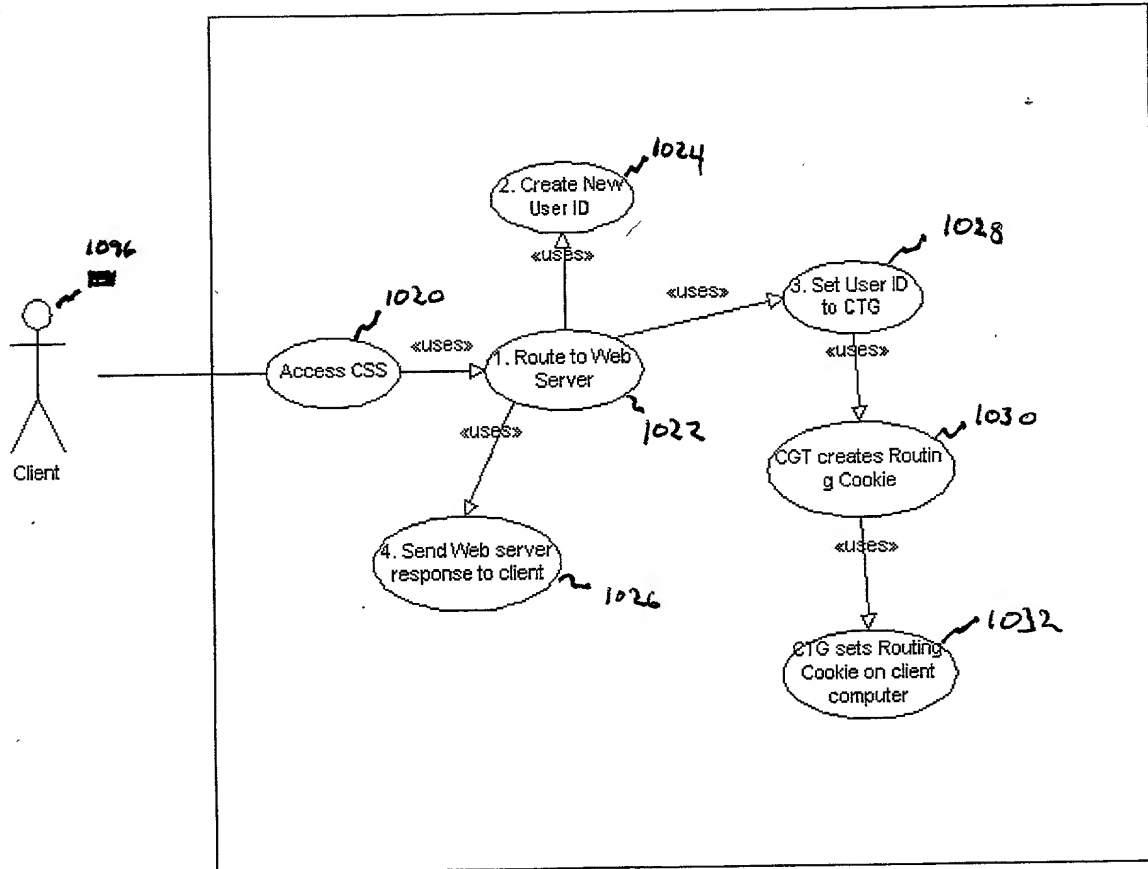 1024
2. Create New
User ID
1096
1028
«uses»
«uses»
3. Set User ID
to CTG
1020
«uses»
«uses»
Access CSS
1. Route to Web
Server
1022
«uses»
1030
Client
CGT creates Routin
g Cookie
4. Send Web server
response to client
1026
«uses»
1032
CTG sets Routing
Cookie on client
computer